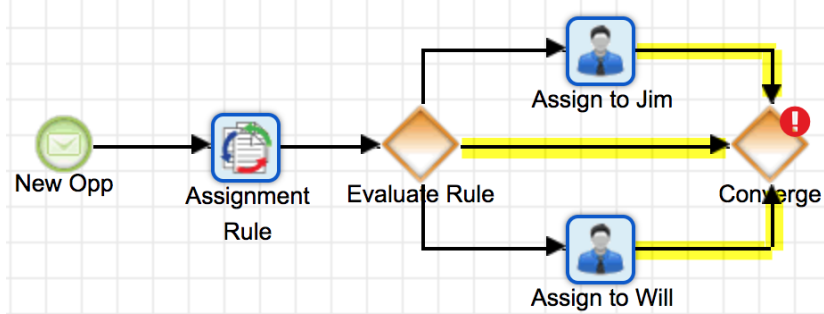 Assign to Jim
New Opp
Assignment
Rule
Evaluate Rule
Converge
Assign to Will